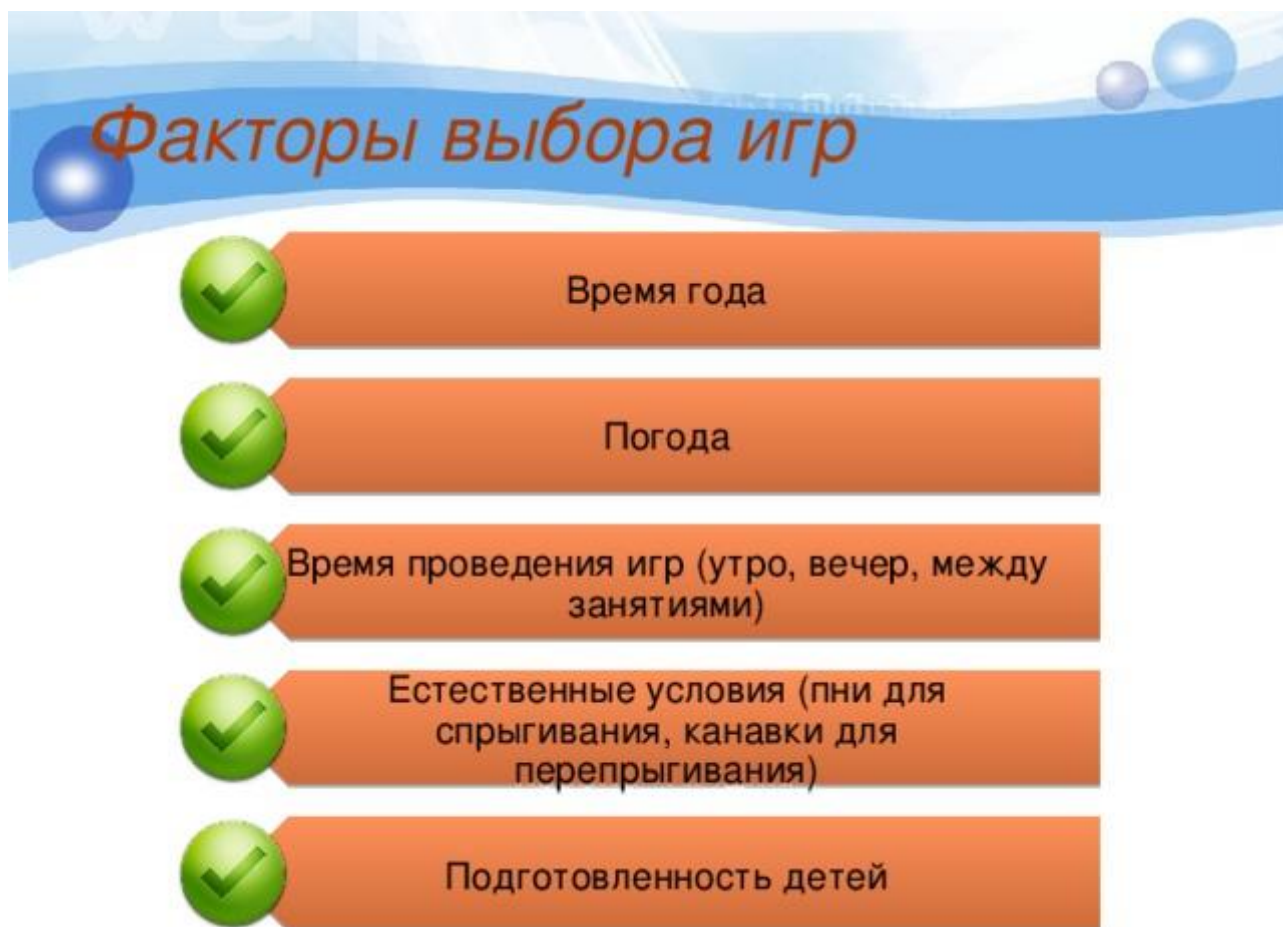 Факторы выбора игр
Время года
Погода
Время проведения игр (утро, вечер, между
занятиями)
Естественные условия (пни для
спрыгивания, канавки для
перепрыгивания)
Подготовленность детей